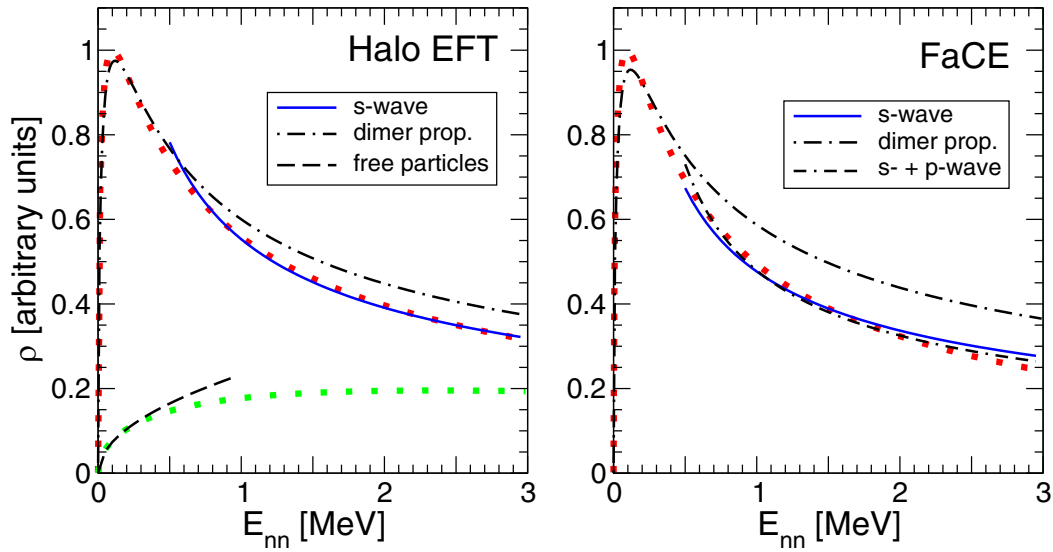 Halo EFT
s-wave
dimer prop.
free particles
ρ [arbitrary units]
1
0.8
0.6
0.4
0.2
0
0 1 2 3
E_nn [MeV]
FaCE
s-wave
dimer prop.
s- + p-wave
1
0.8
0.6
0.4
0.2
0
0 1 2 3
E_nn [MeV]